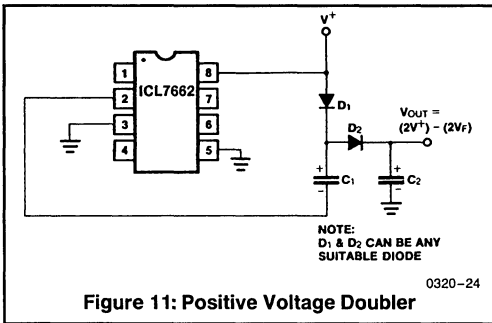 V+
ICL7662
1
2
3
4
8
7
6
5
D1
D2
VOUT =
(2V+) – (2VF)
+
–
C1
+
–
C2
NOTE:
D1 & D2 CAN BE ANY
SUITABLE DIODE
0320–24
Figure 11: Positive Voltage Doubler